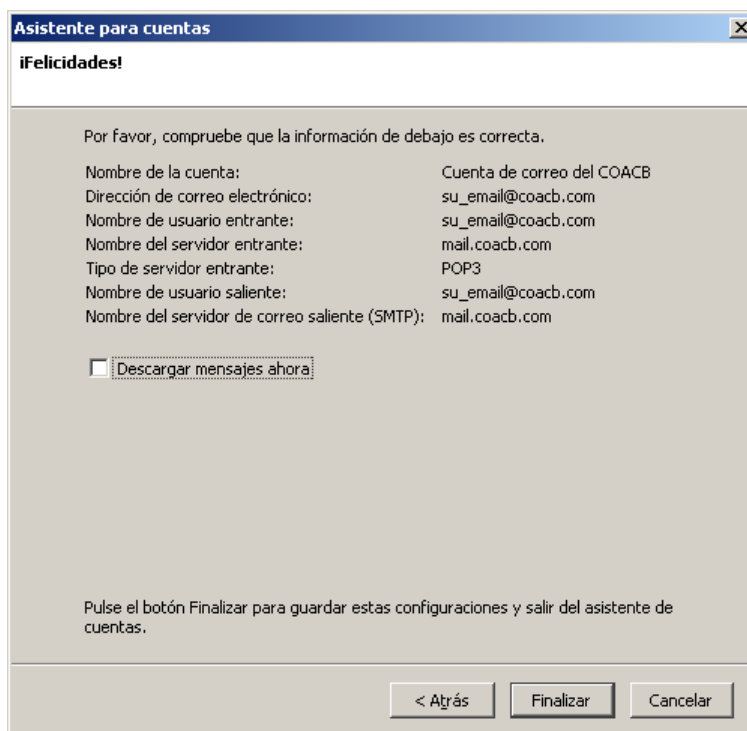 Asistente para cuentas
¡Felicidades!
Por favor, compruebe que la información de debajo es correcta.
Nombre de la cuenta: Cuenta de correo del COACB
Dirección de correo electrónico: su_email@coacb.com
Nombre de usuario entrante: su_email@coacb.com
Nombre del servidor entrante: mail.coacb.com
Tipo de servidor entrante: POP3
Nombre de usuario saliente: su_email@coacb.com
Nombre del servidor de correo saliente (SMTP): mail.coacb.com
Descargar mensajes ahora
Pulse el botón Finalizar para guardar estas configuraciones y salir del asistente de
cuentas.
< Atrás Finalizar Cancelar